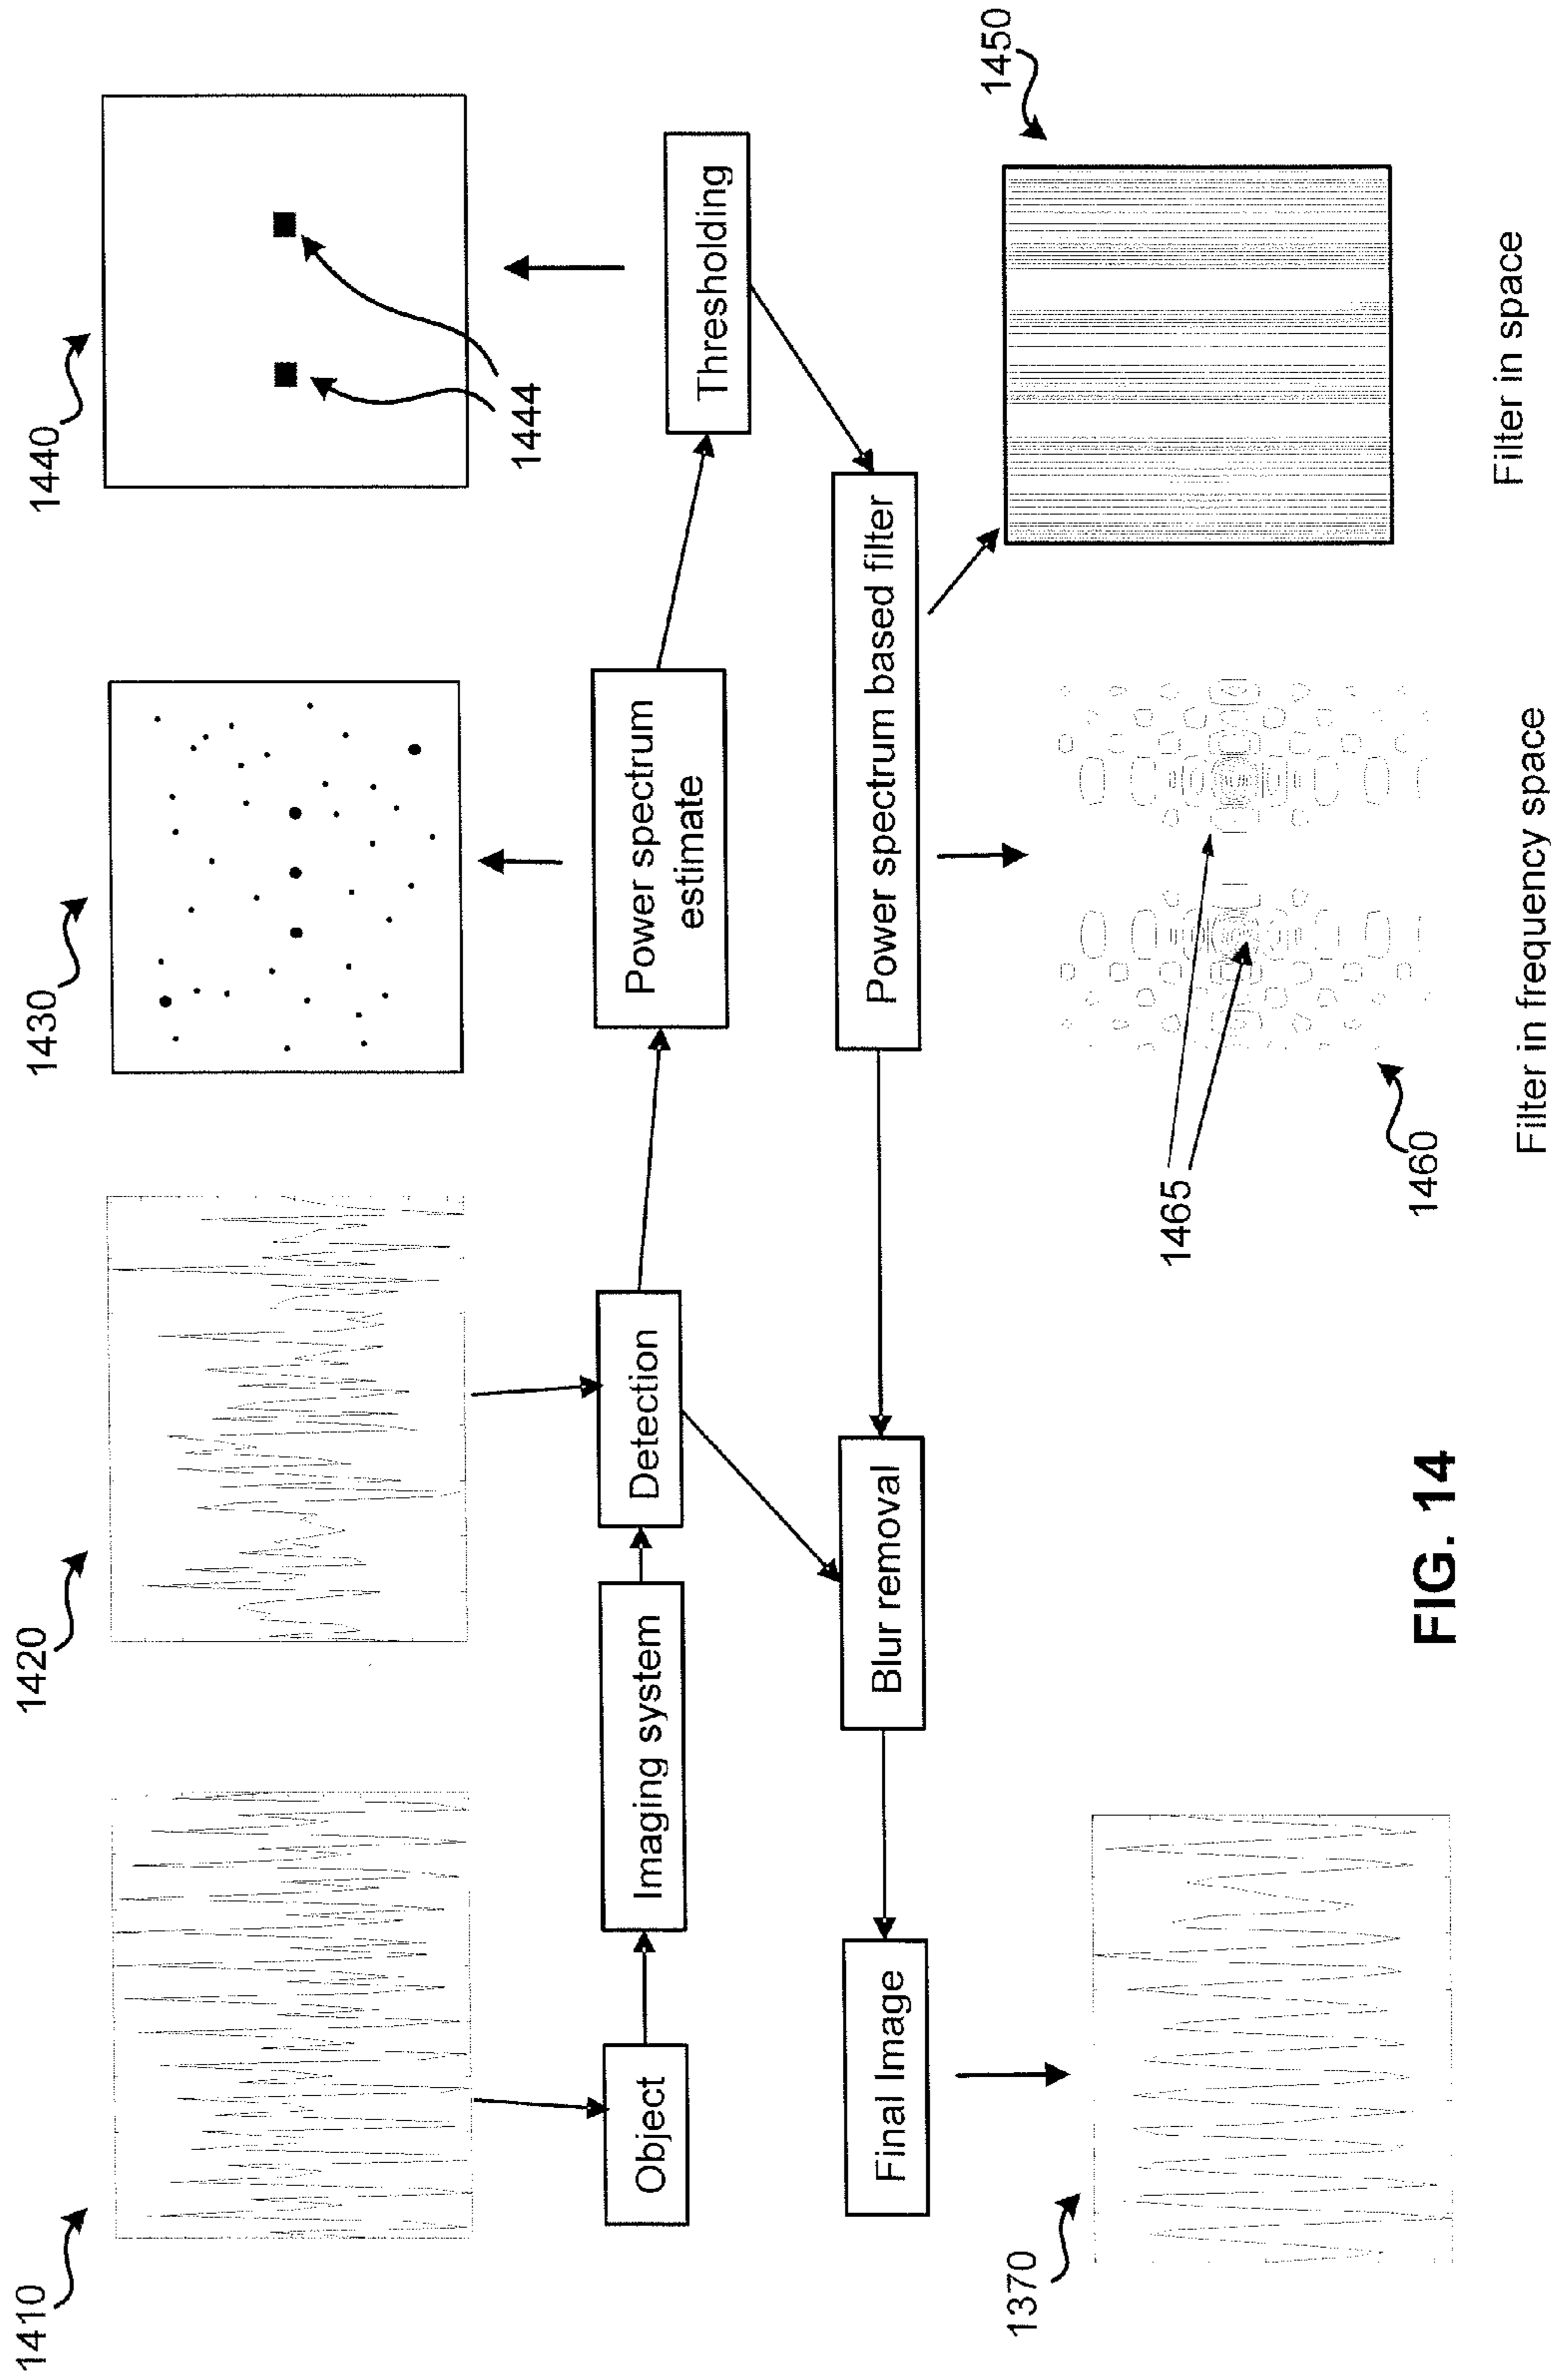 1410
1420
1430
1440
1444
Object
Imaging system
Detection
Power spectrum
estimate
Thresholding
Final Image
Blur removal
Power spectrum based filter
1370
1465
1460
1450
Filter in frequency space
Filter in space
FIG. 14